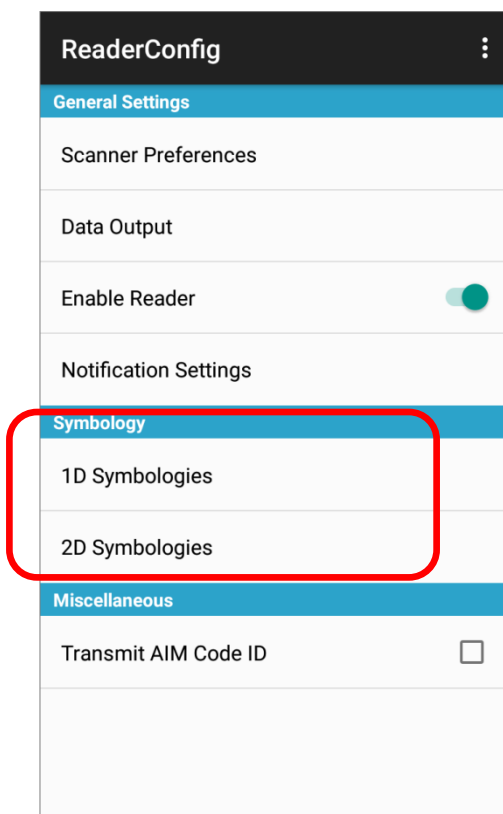 ReaderConfig
General Settings
Scanner Preferences
Data Output
Enable Reader
Notification Settings
Symbology
1D Symbologies
2D Symbologies
Miscellaneous
Transmit AIM Code ID